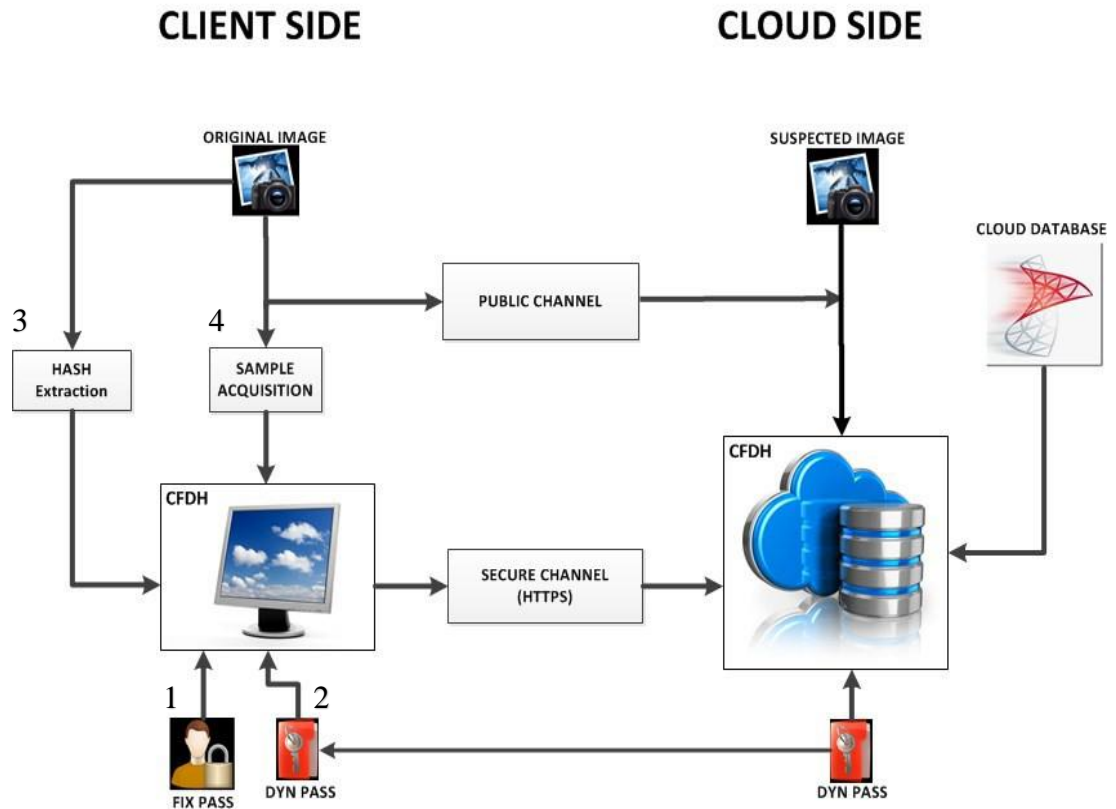 CLIENT SIDE
CLOUD SIDE
ORIGINAL IMAGE
SUSPECTED IMAGE
CLOUD DATABASE
PUBLIC CHANNEL
3
4
HASH
Extraction
SAMPLE
ACQUISITION
CFDH
CFDH
SECURE CHANNEL
(HTTPS)
1
2
FIX PASS
DYN PASS
DYN PASS